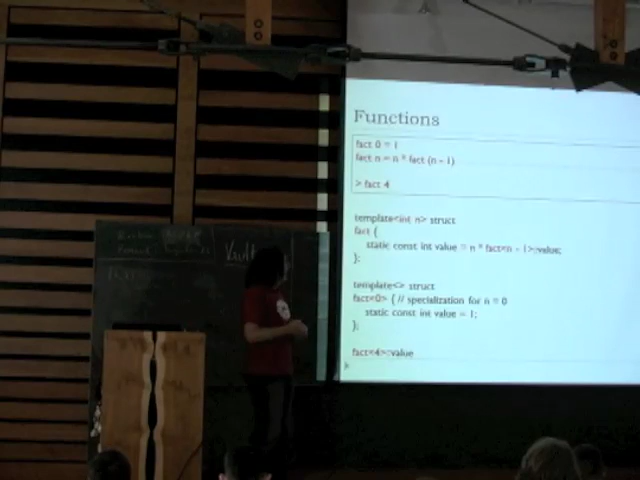 Functions
fact 0 = 1
fact n = n * fact (n - 1)
> fact 4
template<int n> struct
fact {
static const int value = n * fact<n - 1>::value;
};
template<> struct
fact<0> { // specialization for n = 0
static const int value = 1;
};
fact<4>::value
Vault